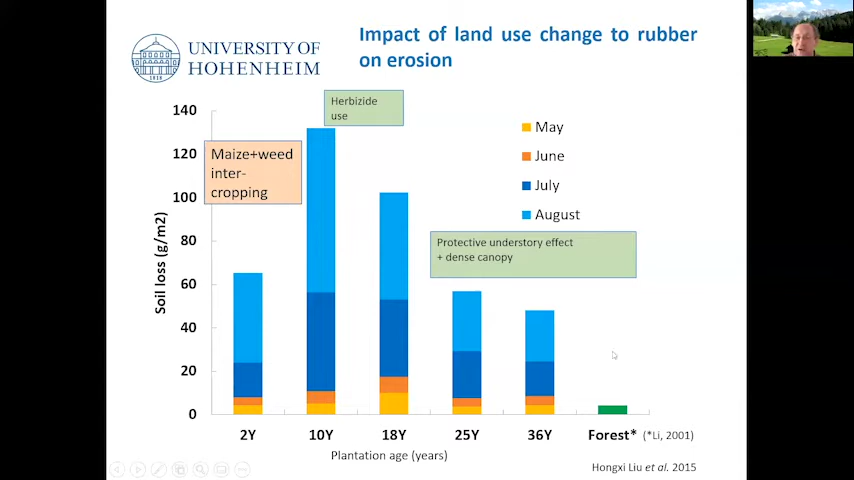 UNIVERSITY OF
HOHENHEIM
1818
Impact of land use change to rubber
on erosion
Herbizide
use
Maize+weed
inter-
cropping
May
June
July
August
Protective understory effect
+ dense canopy
Soil loss (g/m2)
140
120
100
80
60
40
20
0
2Y
10Y
18Y
25Y
36Y
Forest* (*Li, 2001)
Plantation age (years)
Hongxi Liu et al. 2015